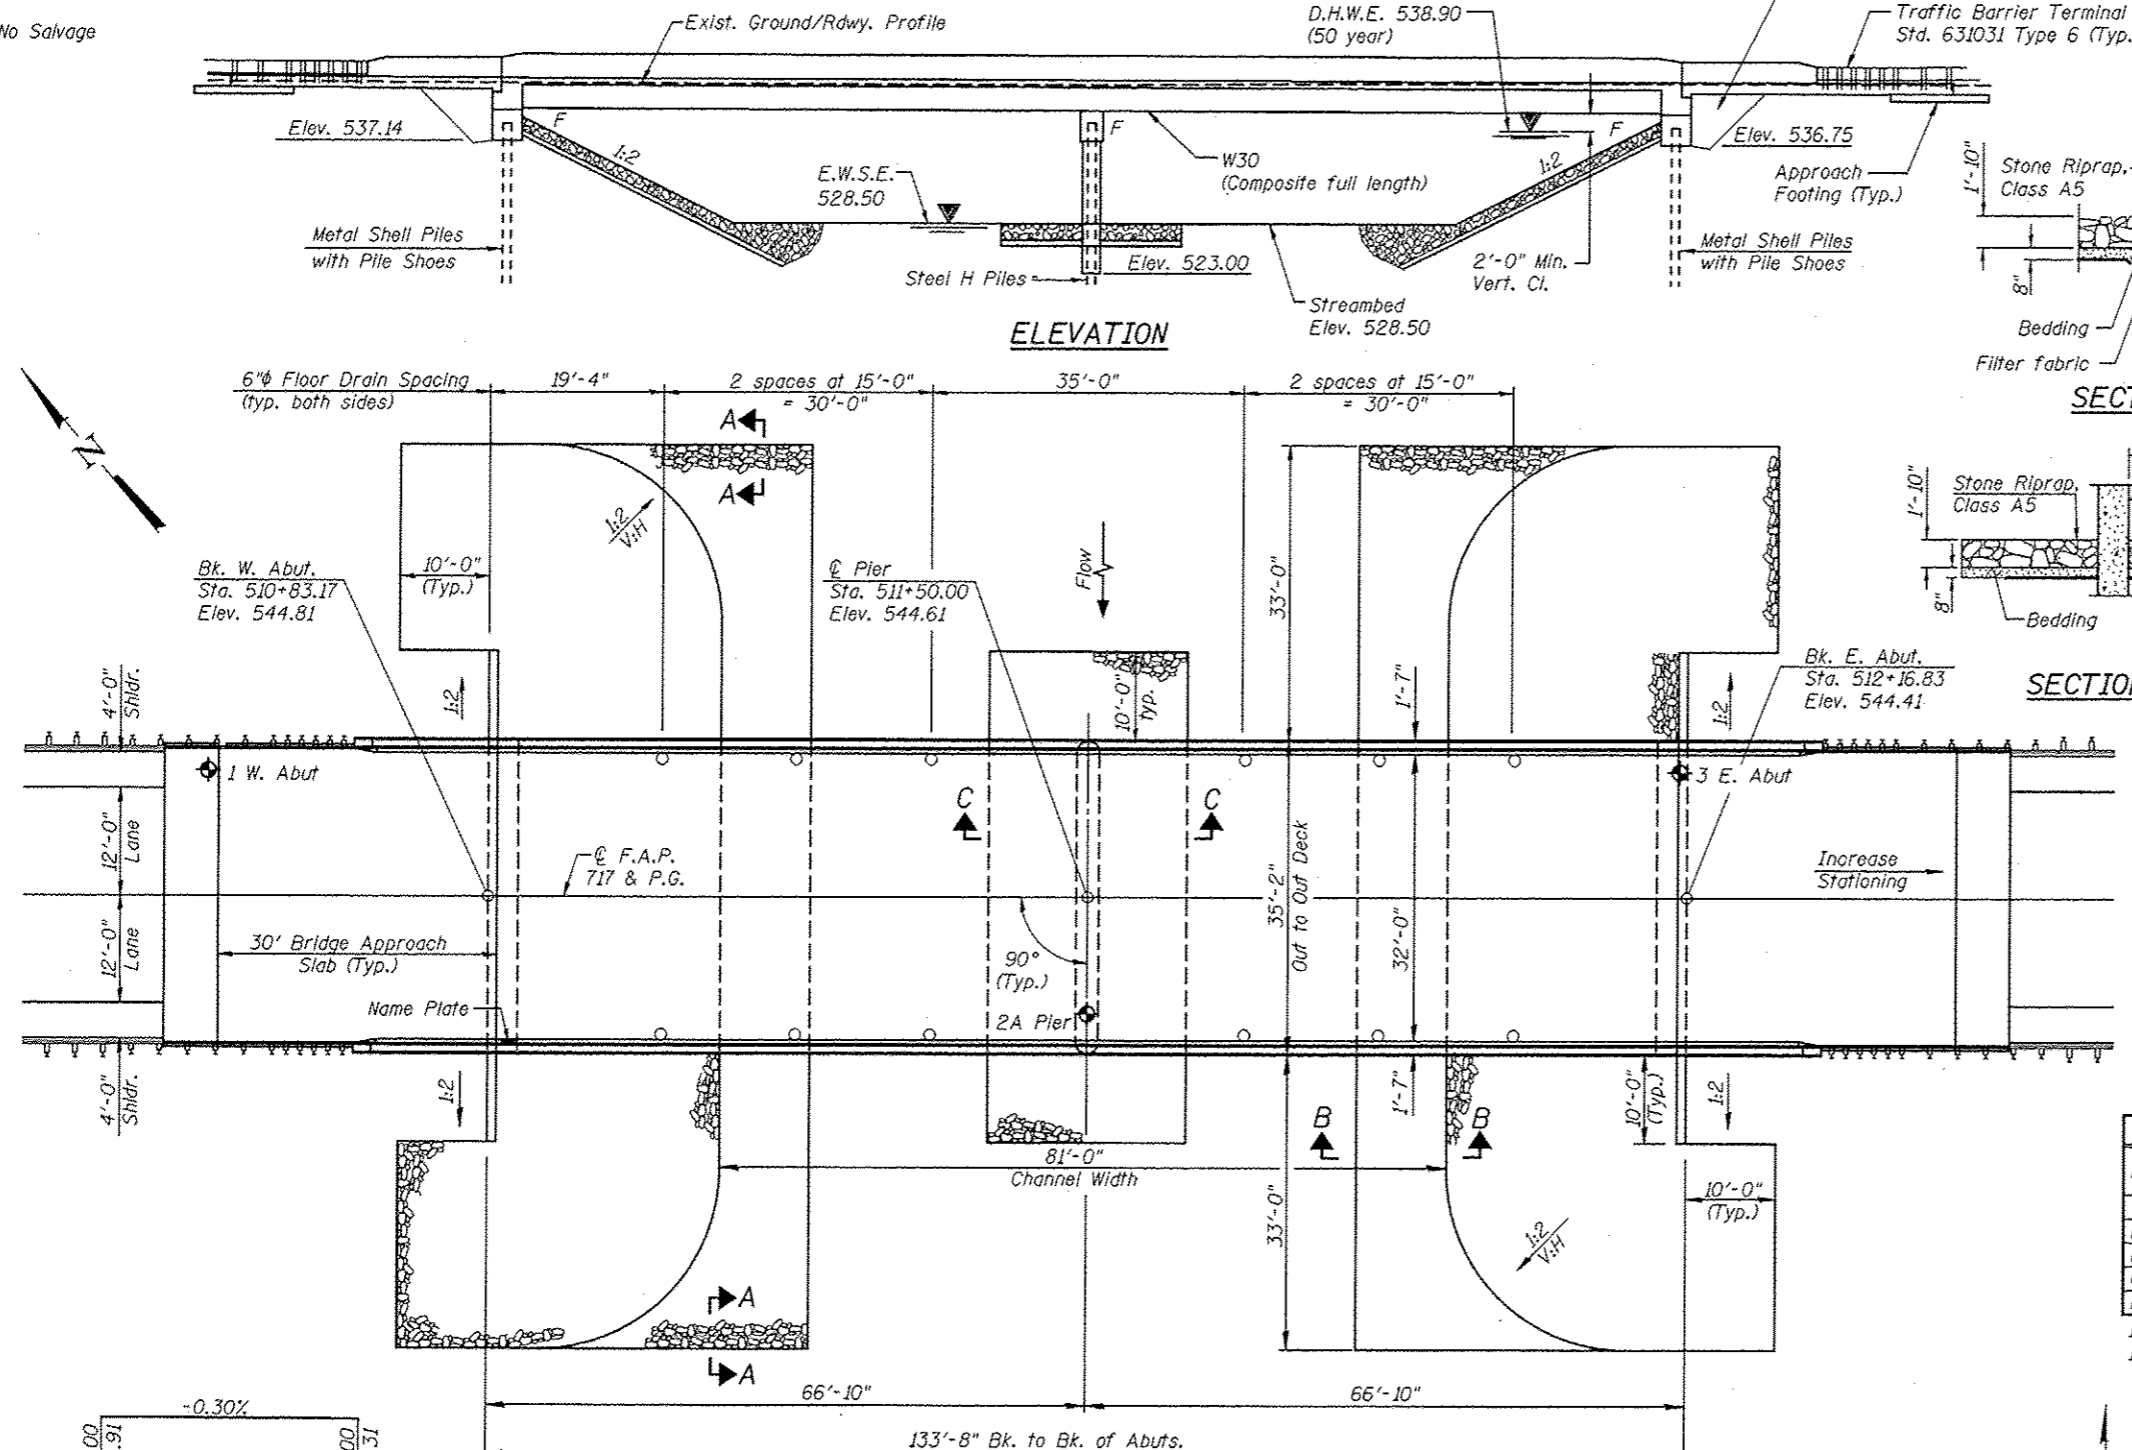 No Salvage
Exist. Ground/Rdwy. Profile
D.H.W.E. 538.90
(50 year)
Traffic Barrier Terminal
Std. 631031 Type 6 (Typ.
Elev. 537.14
F
1:2
E.W.S.E.
528.50
F
W30
(Composite full length)
F
1:2
Elev. 536.75
Approach
Footing (Typ.)
1'-10"
Stone Riprap,
Class A5
Metal Shell Piles
with Pile Shoes
Steel H Piles
Elev. 523.00
2'-0" Min.
Vert. Cl.
Metal Shell Piles
with Pile Shoes
8"
Streambed
Elev. 528.50
Bedding
Filter fabric
ELEVATION
SECT
6"φ Floor Drain Spacing
(typ. both sides)
19'-4"
2 spaces at 15'-0"
= 30'-0"
35'-0"
2 spaces at 15'-0"
= 30'-0"
N
A
A
1:2
V:H
1'-10"
Stone Riprap,
Class A5
8"
Bedding
SECTION
10'-0"
(Typ.)
Bk. W. Abut.
Sta. 510+83.17
Elev. 544.81
℄ Pier
Sta. 511+50.00
Elev. 544.61
Flow
33'-0"
Bk. E. Abut.
Sta. 512+16.83
Elev. 544.41
4'-0"
Shldr.
1:2
10'-0"
typ.
1'-7"
1:2
1 W. Abut
3 E. Abut
C
C
12'-0"
Lane
℄ F.A.P.
717 & P.G.
35'-2"
Out to Out Deck
32'-0"
Increase
Stationing
12'-0"
Lane
30' Bridge Approach
Slab (Typ.)
90°
(Typ.)
Name Plate
2A Pier
4'-0"
Shldr.
1:2
1'-7"
B
B
10'-0"
(Typ.)
1:2
81'-0"
Channel Width
33'-0"
10'-0"
(Typ.)
1:2
V:H
A
A
66'-10"
66'-10"
-0.30%
00
.91
00
31
133'-8" Bk. to Bk. of Abuts.